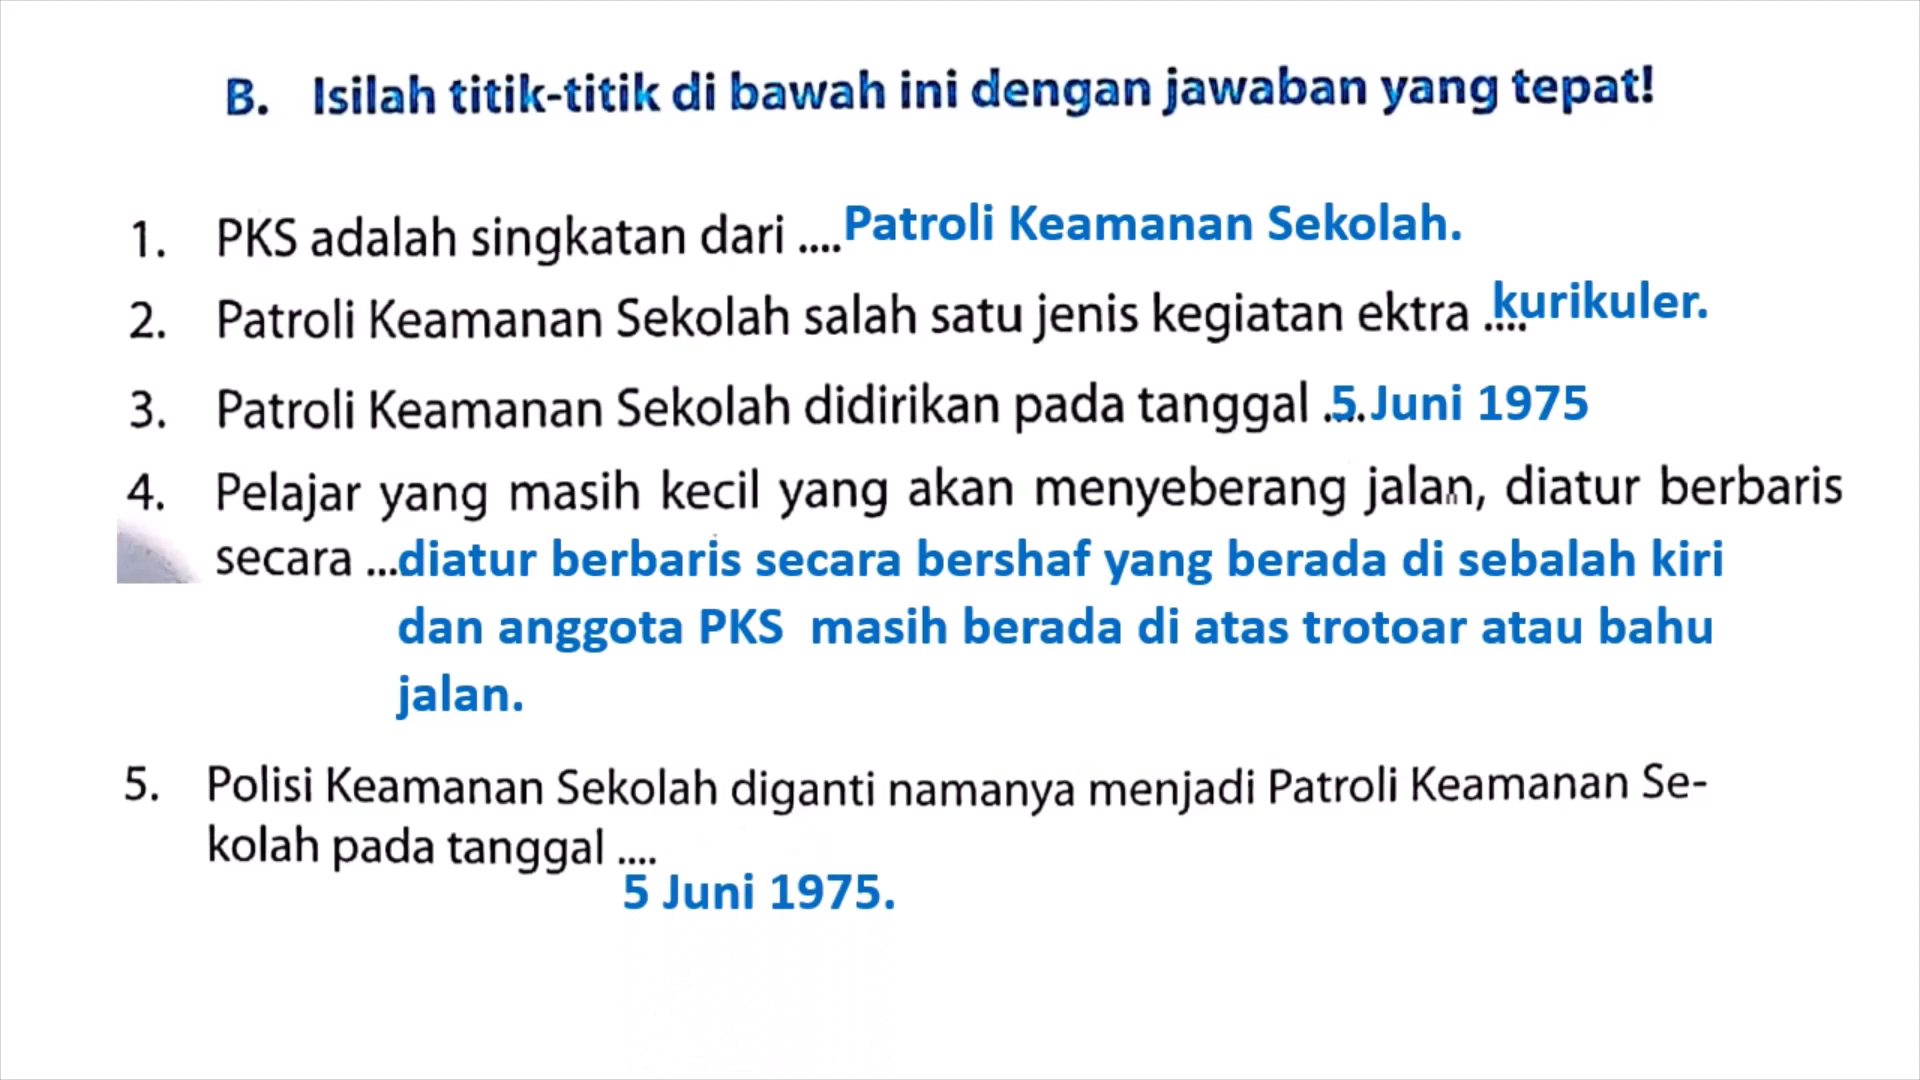 B. Isilah titik-titik di bawah ini dengan jawaban yang tepat!
1. PKS adalah singkatan dari ....Patroli Keamanan Sekolah.
2. Patroli Keamanan Sekolah salah satu jenis kegiatan ektra ....kurikuler.
3. Patroli Keamanan Sekolah didirikan pada tanggal ....5 Juni 1975
4. Pelajar yang masih kecil yang akan menyeberang jalan, diatur berbaris
secara ...diatur berbaris secara bershaf yang berada di sebalah kiri
dan anggota PKS masih berada di atas trotoar atau bahu
jalan.
5. Polisi Keamanan Sekolah diganti namanya menjadi Patroli Keamanan Se-
kolah pada tanggal ....
5 Juni 1975.